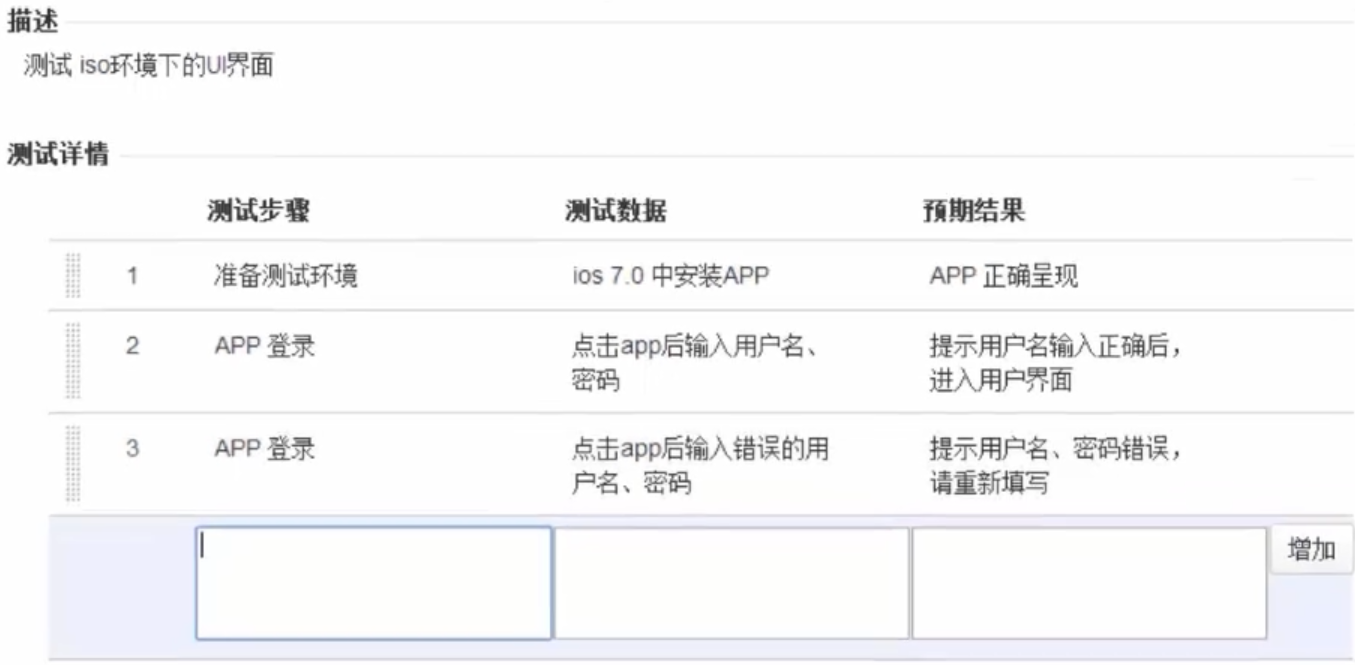 描述
测试 iso环境下的UI界面
测试详情
测试步骤 测试数据 预期结果
1 准备测试环境 ios 7.0 中安装APP APP 正确呈现
2 APP 登录 点击app后输入用户名、 提示用户名输入正确后，
密码 进入用户界面
3 APP 登录 点击app后输入错误的用 提示用户名、密码错误，
户名、密码 请重新填写
增加